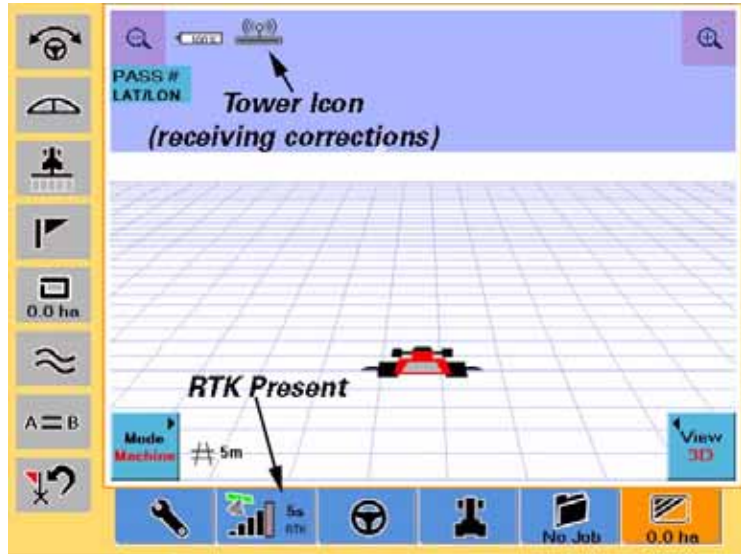 PASS #
LAT/LON
Tower Icon
(receiving corrections)
0.0 ha
RTK Present
A B
Mode
Machine
5m
View
3D
5s
RTK
No Job
0.0 ha